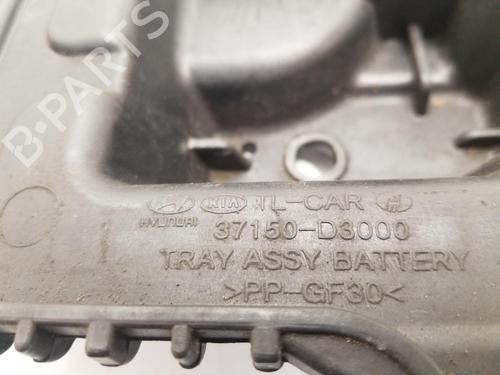 B-PARTS
KIA TL-CAR
HYUNDAI 37150-D3000
TRAY ASSY BATTERY
>PP-GF30<